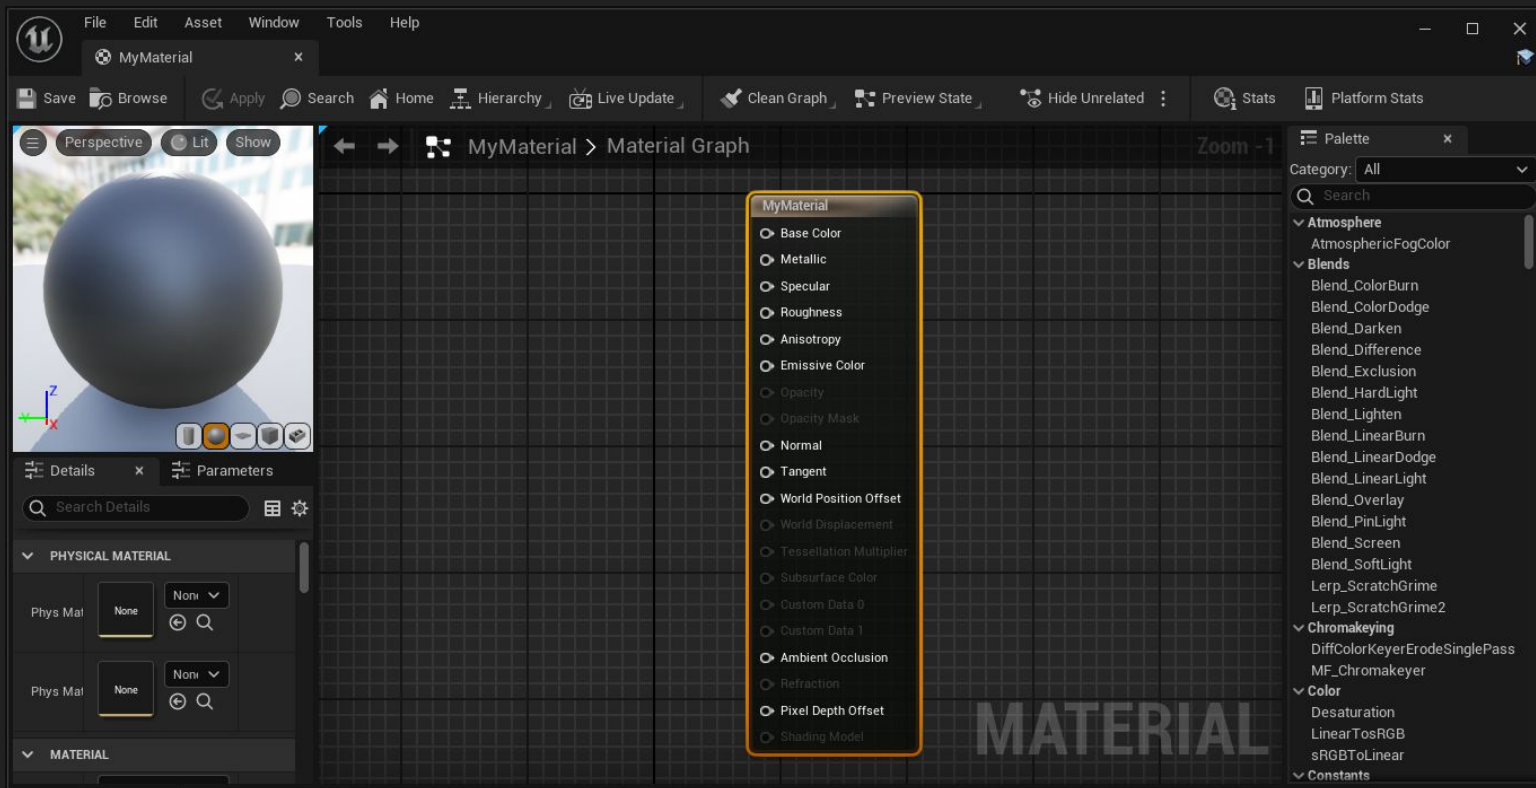 File Edit Asset Window Tools Help
MyMaterial
Save Browse Apply Search Home Hierarchy Live Update Clean Graph Preview State Hide Unrelated Stats Platform Stats
Perspective Lit Show
MyMaterial > Material Graph
Zoom -1
MyMaterial
Base Color
Metallic
Specular
Roughness
Anisotropy
Emissive Color
Opacity
Opacity Mask
Normal
Tangent
World Position Offset
World Displacement
Tessellation Multiplier
Subsurface Color
Custom Data 0
Custom Data 1
Ambient Occlusion
Refraction
Pixel Depth Offset
Shading Model
MATERIAL
Z
Y
X
Details Parameters
Search Details
PHYSICAL MATERIAL
Phys Mat None None
Phys Mat None None
MATERIAL
Palette
Category: All
Search
Atmosphere
AtmosphericFogColor
Blends
Blend_ColorBurn
Blend_ColorDodge
Blend_Darken
Blend_Difference
Blend_Exclusion
Blend_HardLight
Blend_Lighten
Blend_LinearBurn
Blend_LinearDodge
Blend_LinearLight
Blend_Overlay
Blend_PinLight
Blend_Screen
Blend_SoftLight
Lerp_ScratchGrime
Lerp_ScratchGrime2
Chromakeying
DiffColorKeyerErodeSinglePass
MF_Chromakeyer
Color
Desaturation
LinearTosRGB
sRGBToLinear
Constants